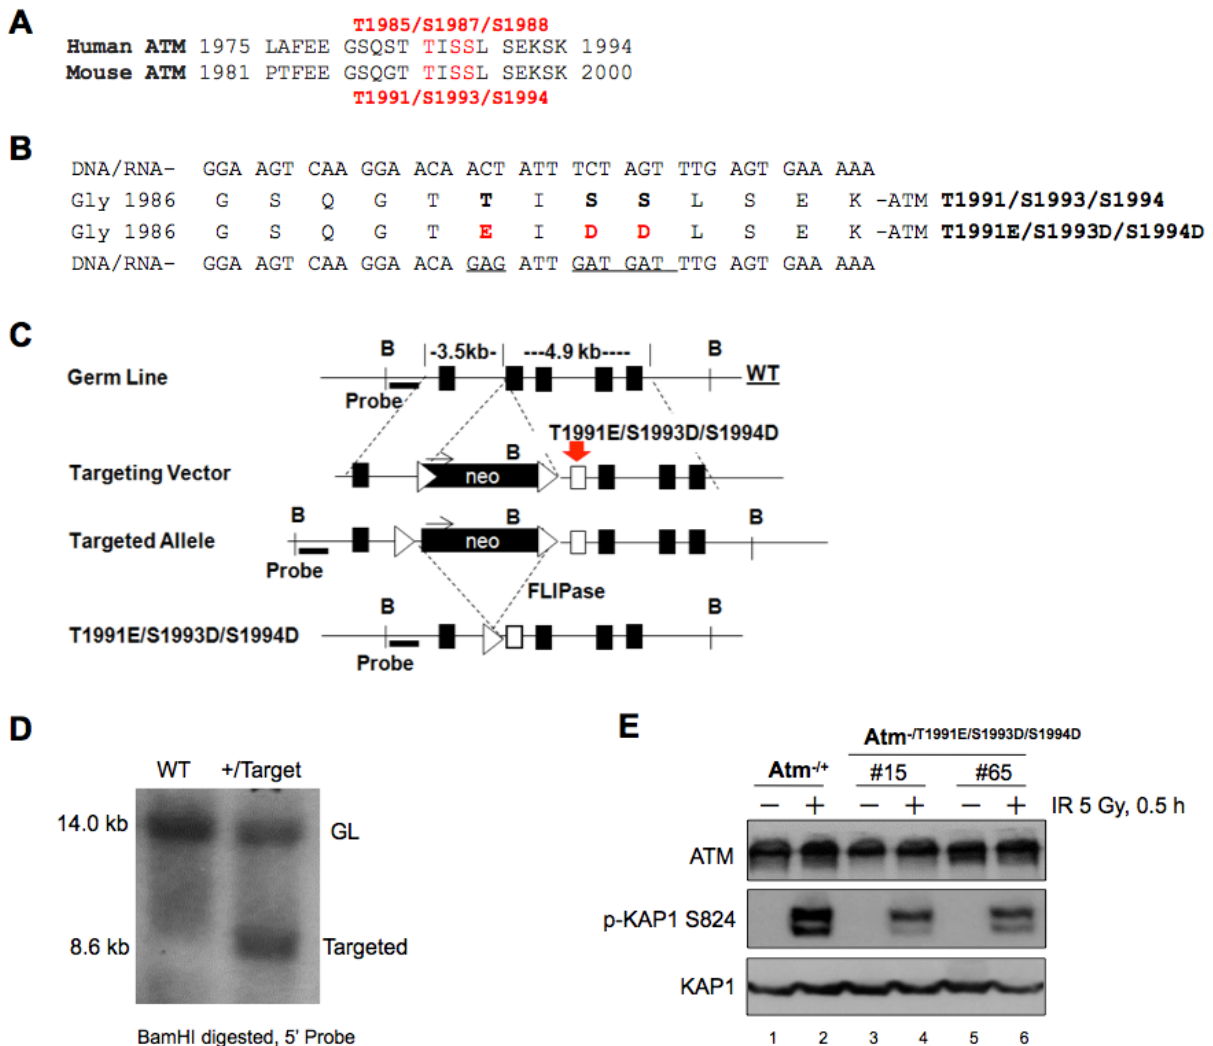 A
T1985/S1987/S1988
Human ATM 1975 LAFEE GSQST TISSL SEKSK 1994
Mouse ATM 1981 PTFEE GSQGT TISSL SEKSK 2000
T1991/S1993/S1994
B
DNA/RNA- GGA AGT CAA GGA ACA ACT ATT TCT AGT TTG AGT GAA AAA
Gly 1986 G S Q G T T I S S L S E K -ATM T1991/S1993/S1994
Gly 1986 G S Q G T E I D D L S E K -ATM T1991E/S1993D/S1994D
DNA/RNA- GGA AGT CAA GGA ACA GAG ATT GAT GAT TTG AGT GAA AAA
C
B -3.5kb- ---4.9 kb---- B
Germ Line WT
Probe
T1991E/S1993D/S1994D
Targeting Vector B
neo
B B B
Targeted Allele neo
Probe
FLIPase
B B
T1991E/S1993D/S1994D
Probe
D
WT +/Target
14.0 kb GL
8.6 kb Targeted
BamHI digested, 5' Probe
E
Atm-/T1991E/S1993D/S1994D
Atm-/+ #15 #65
− + − + − + IR 5 Gy, 0.5 h
ATM
p-KAP1 S824
KAP1
1 2 3 4 5 6